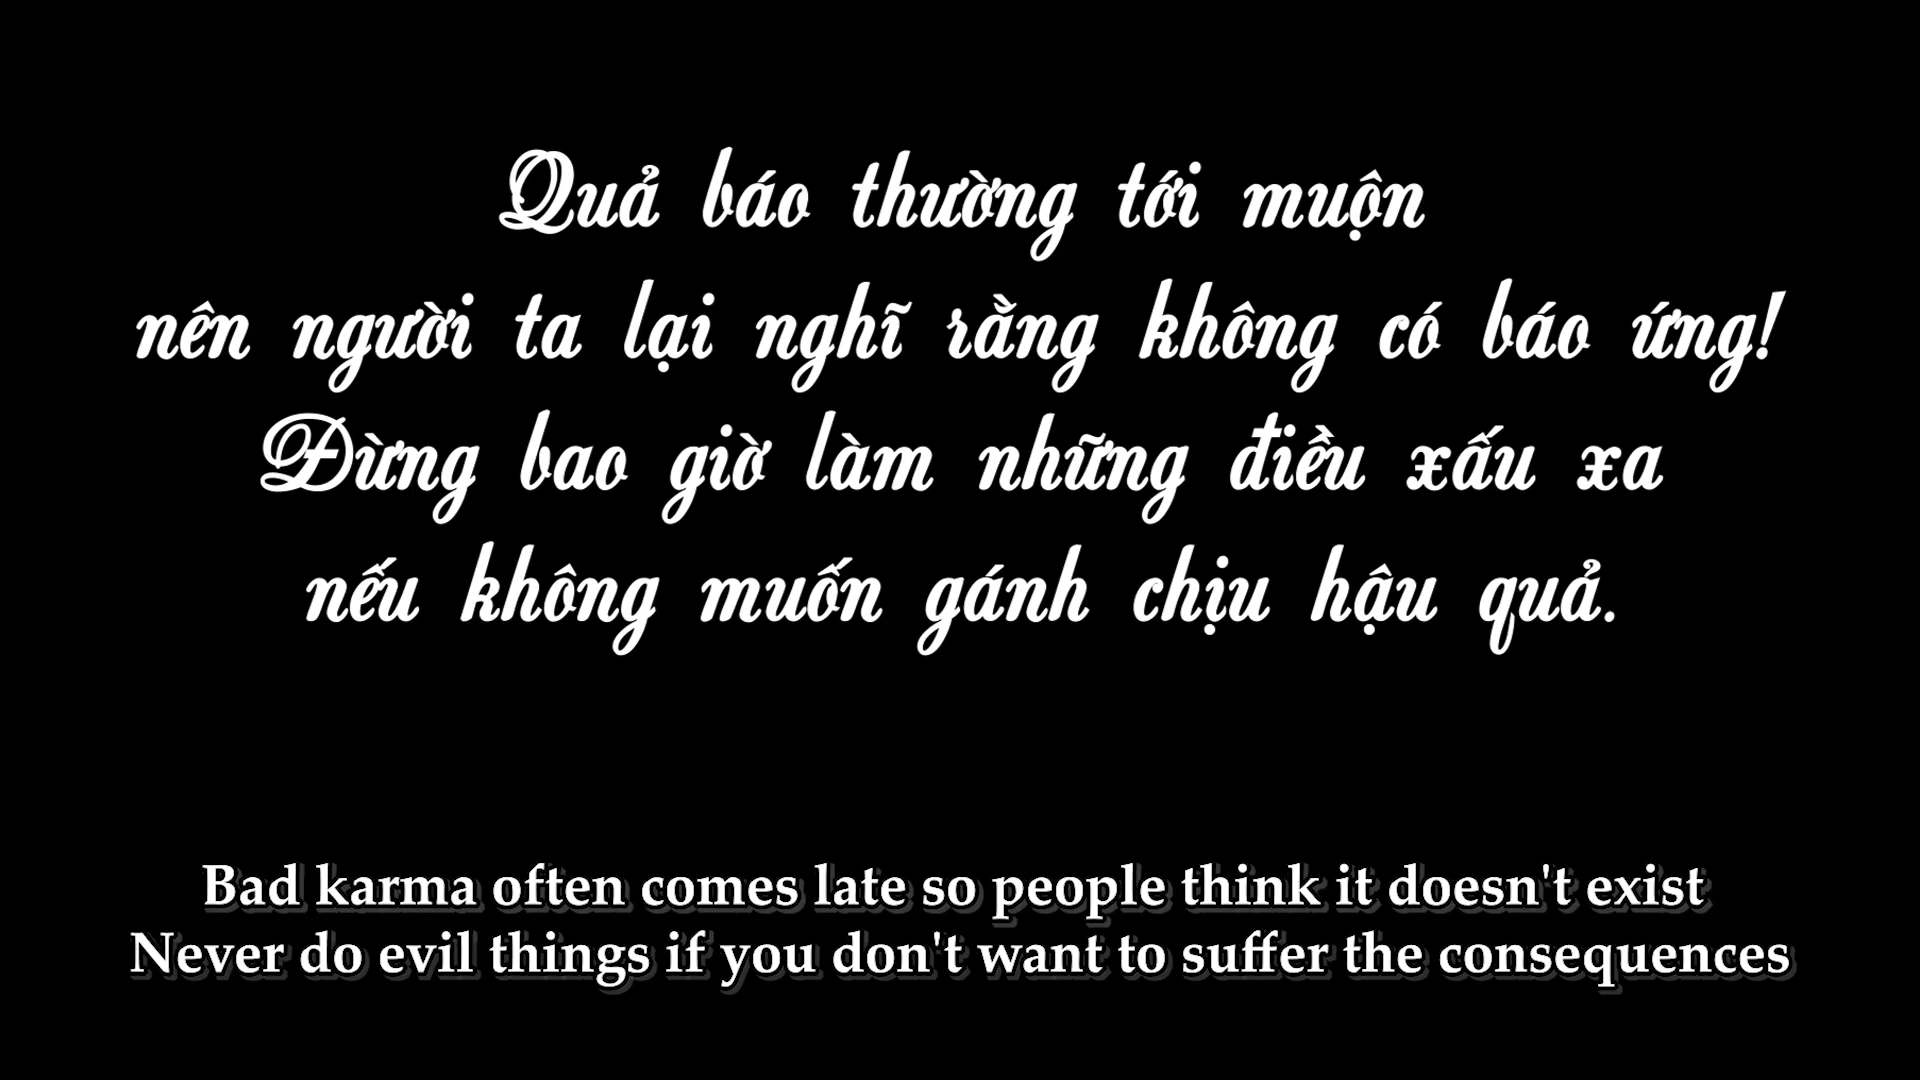 Quả báo thường tới muộn
nên người ta lại nghĩ rằng không có báo ứng!
Đừng bao giờ làm những điều xấu xa
nếu không muốn gánh chịu hậu quả.
Bad karma often comes late so people think it doesn't exist
Never do evil things if you don't want to suffer the consequences